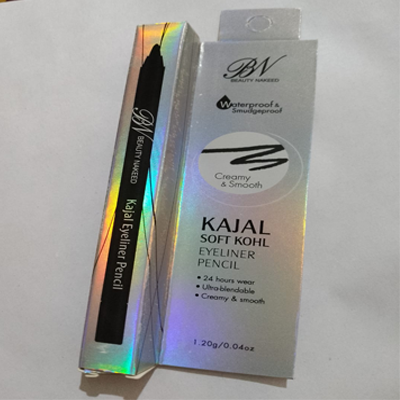 BN
BEAUTY NAKEED
Kajal Eyeliner Pencil
BN
BEAUTY NAKEED
Waterproof &
Smudgeproof
Creamy
& Smooth
KAJAL
SOFT KOHL
EYELINER
PENCIL
• 24 hours wear
• Ultra-blendable
• Creamy & smooth
1.20g/0.04oz